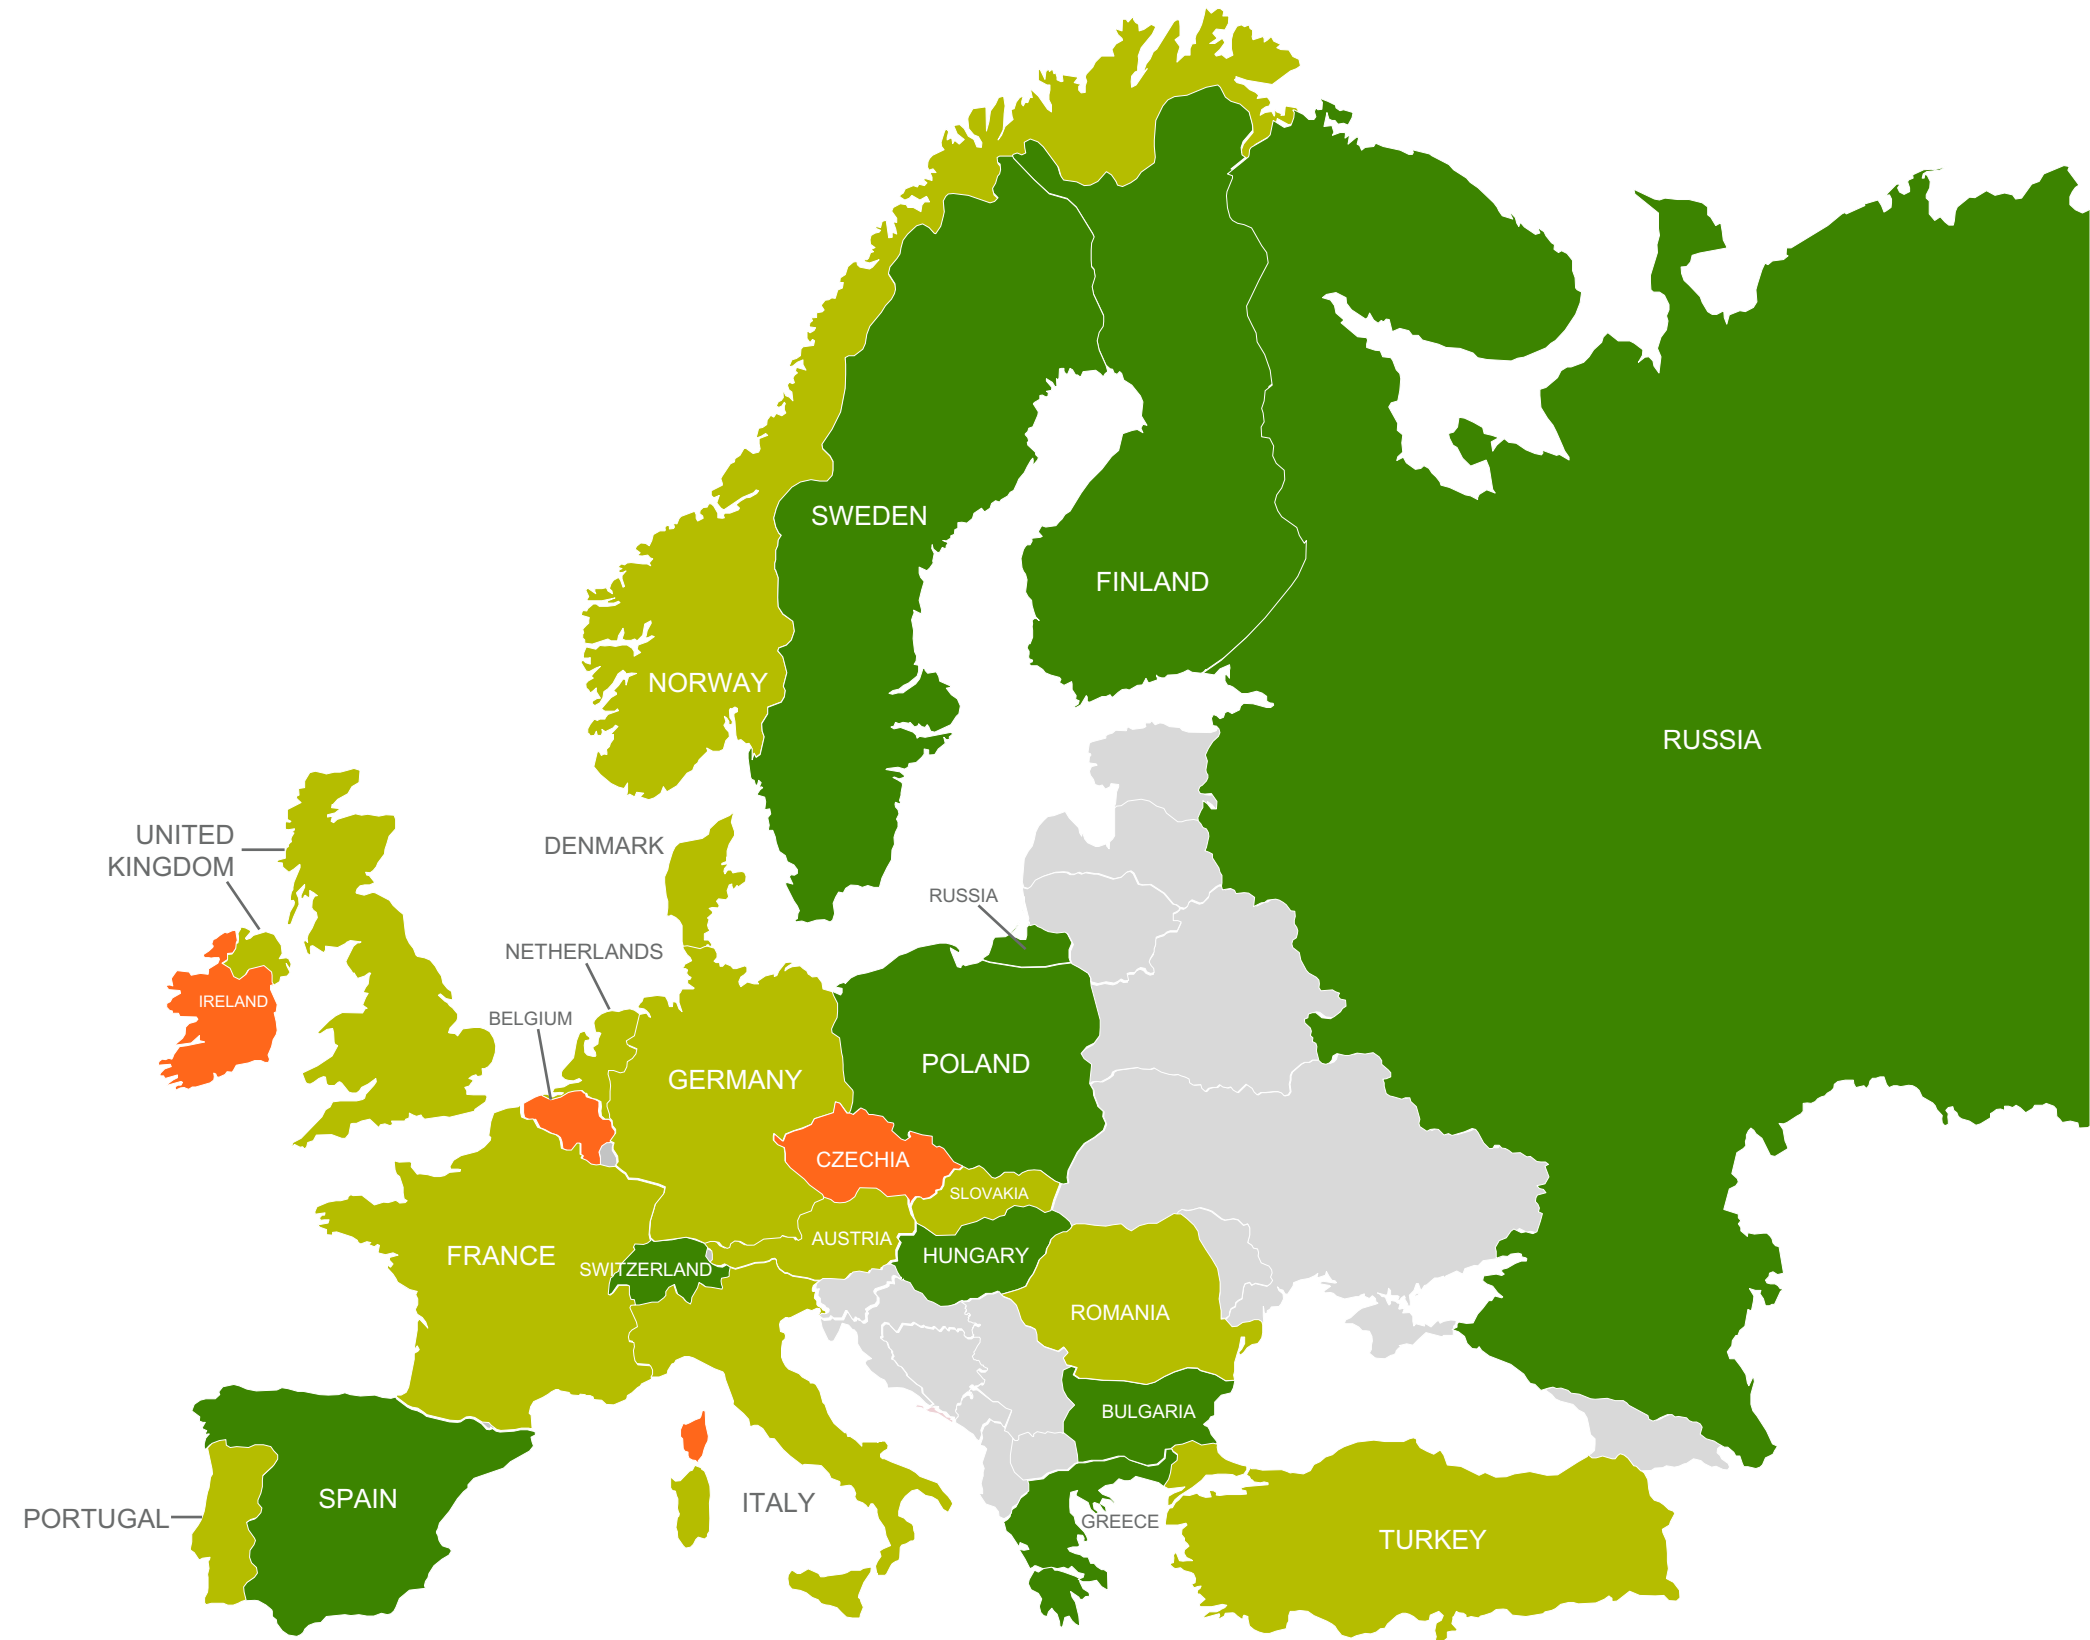 SWEDEN
FINLAND
NORWAY
RUSSIA
UNITED
KINGDOM
DENMARK
RUSSIA
NETHERLANDS
IRELAND
BELGIUM
POLAND
GERMANY
CZECHIA
SLOVAKIA
AUSTRIA
FRANCE
HUNGARY
SWITZERLAND
ROMANIA
BULGARIA
SPAIN
ITALY
PORTUGAL
GREECE
TURKEY